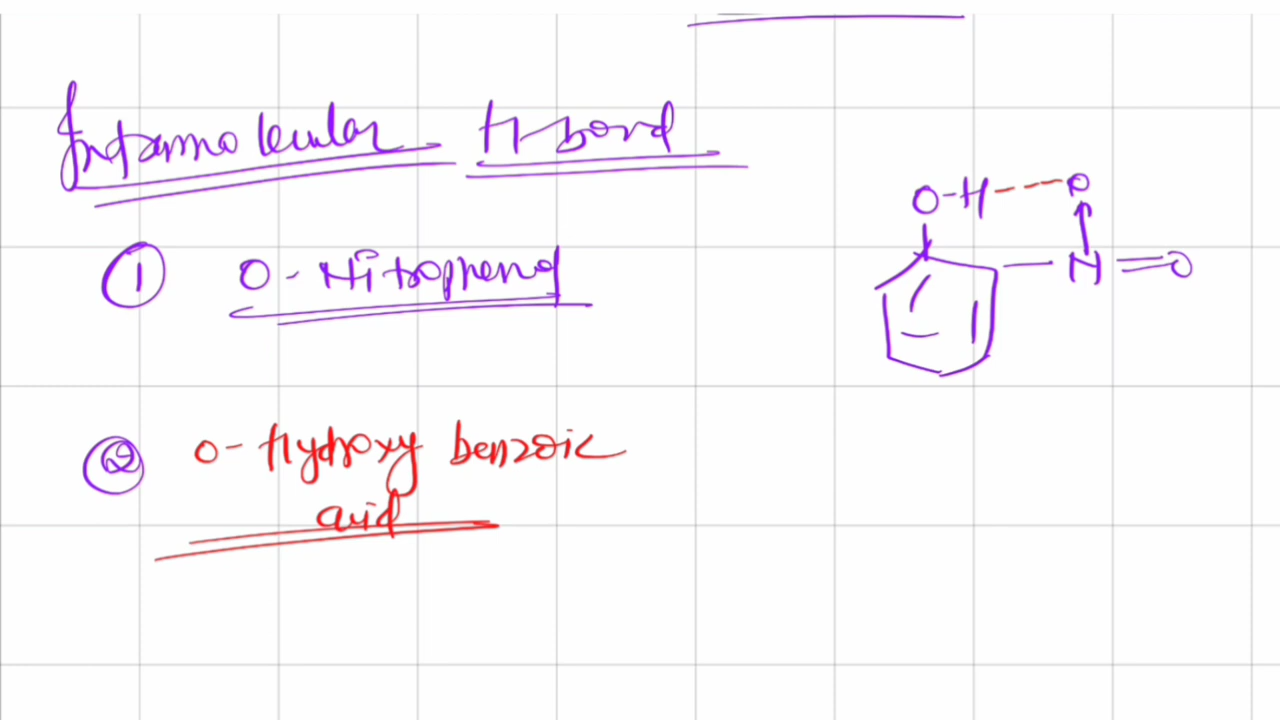 Intramolecular H-bond
① O-Nitrophenol
② o-Hydroxy benzoic
acid
O-H---O
N=O